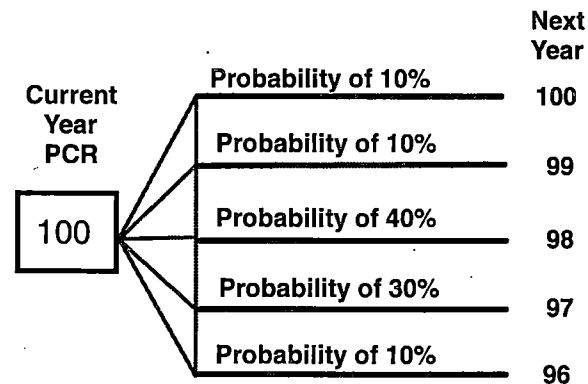 Next
Year
Current
Year
PCR
100
Probability of 10%
100
Probability of 10%
99
Probability of 40%
98
Probability of 30%
97
Probability of 10%
96